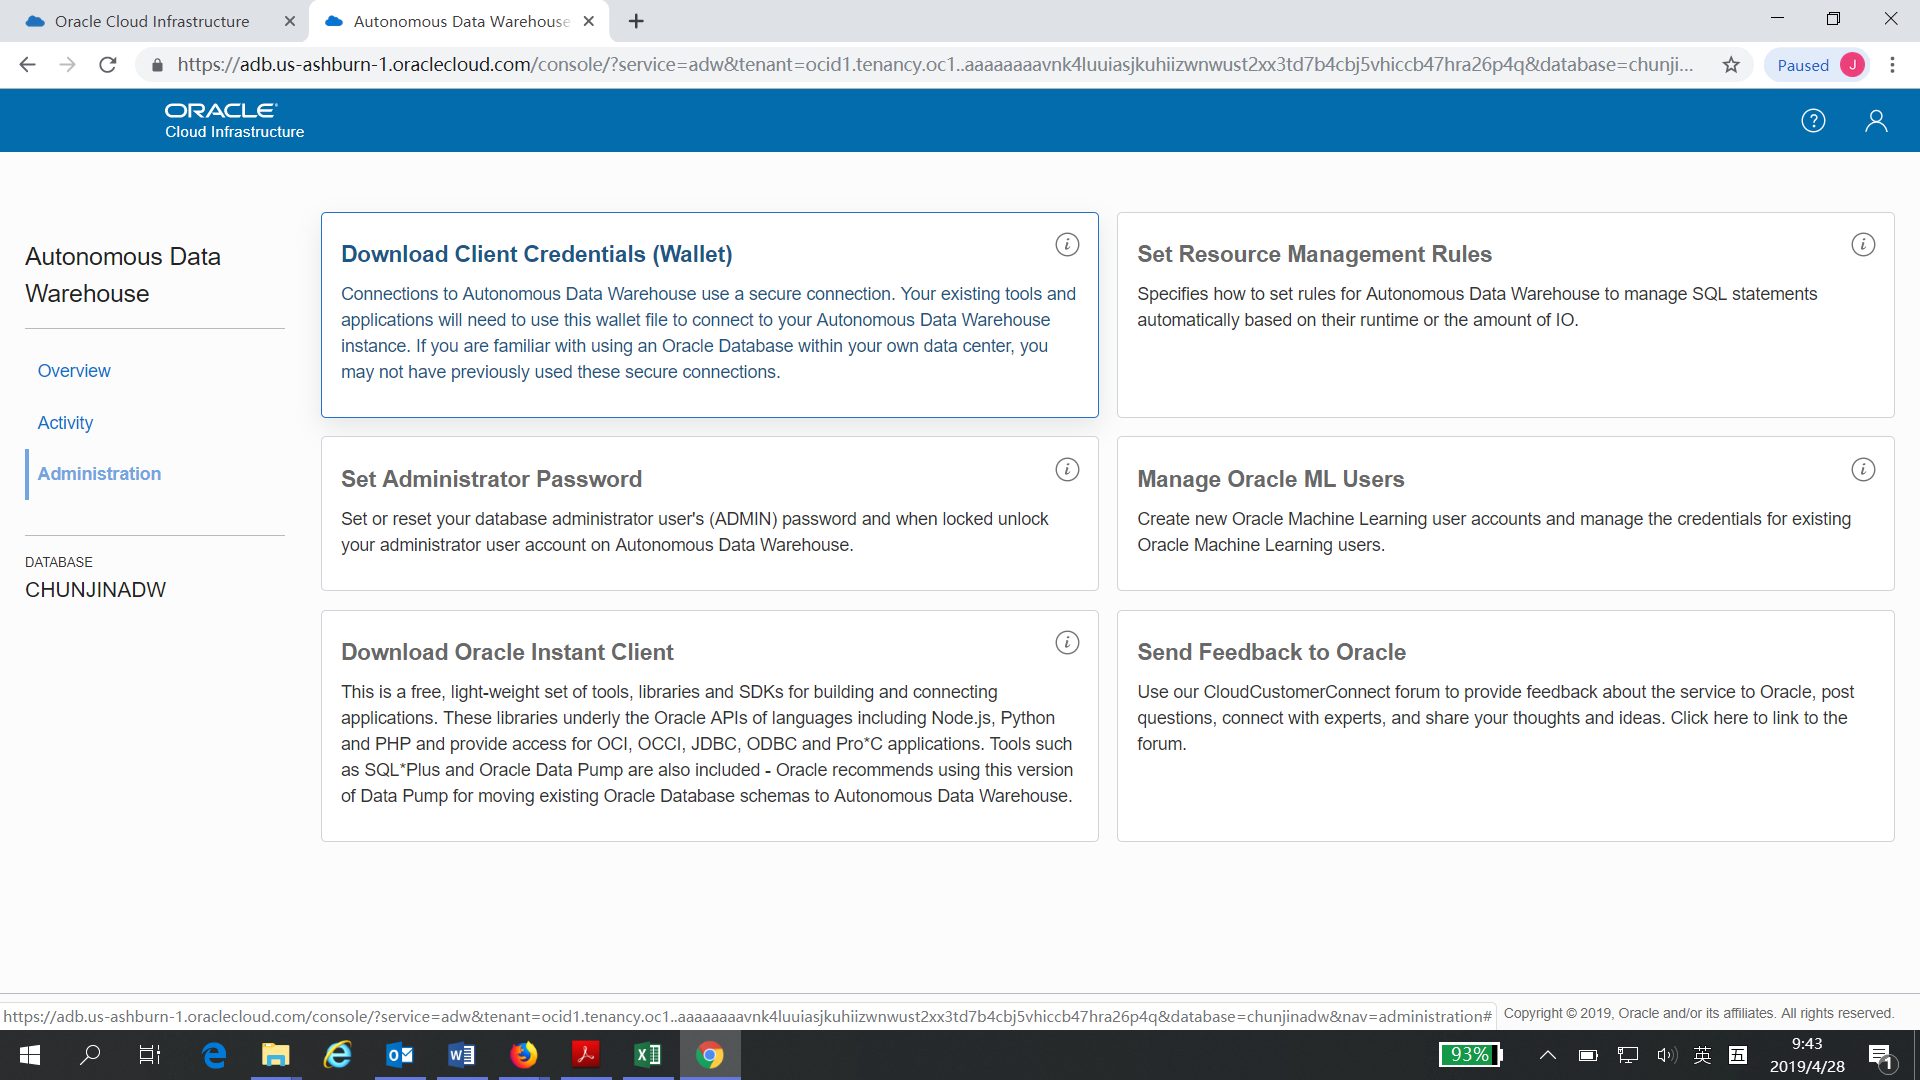 Oracle Cloud Infrastructure
Autonomous Data Warehouse
https://adb.us-ashburn-1.oraclecloud.com/console/?service=adw&tenant=ocid1.tenancy.oc1..aaaaaaaavnk4luuiasjkuhiizwnwust2xx3td7b4cbj5vhiccb47hra26p4q&database=chunji...
Paused
J
ORACLE
Cloud Infrastructure
Autonomous Data
Warehouse
Overview
Activity
Administration
DATABASE
CHUNJINADW
Download Client Credentials (Wallet)
Connections to Autonomous Data Warehouse use a secure connection. Your existing tools and
applications will need to use this wallet file to connect to your Autonomous Data Warehouse
instance. If you are familiar with using an Oracle Database within your own data center, you
may not have previously used these secure connections.
Set Resource Management Rules
Specifies how to set rules for Autonomous Data Warehouse to manage SQL statements
automatically based on their runtime or the amount of IO.
Set Administrator Password
Set or reset your database administrator user's (ADMIN) password and when locked unlock
your administrator user account on Autonomous Data Warehouse.
Manage Oracle ML Users
Create new Oracle Machine Learning user accounts and manage the credentials for existing
Oracle Machine Learning users.
Download Oracle Instant Client
This is a free, light-weight set of tools, libraries and SDKs for building and connecting
applications. These libraries underly the Oracle APIs of languages including Node.js, Python
and PHP and provide access for OCI, OCCI, JDBC, ODBC and Pro*C applications. Tools such
as SQL*Plus and Oracle Data Pump are also included - Oracle recommends using this version
of Data Pump for moving existing Oracle Database schemas to Autonomous Data Warehouse.
Send Feedback to Oracle
Use our CloudCustomerConnect forum to provide feedback about the service to Oracle, post
questions, connect with experts, and share your thoughts and ideas. Click here to link to the
forum.
https://adb.us-ashburn-1.oraclecloud.com/console/?service=adw&tenant=ocid1.tenancy.oc1..aaaaaaaavnk4luuiasjkuhiizwnwust2xx3td7b4cbj5vhiccb47hra26p4q&database=chunjinadw&nav=administration#
Copyright © 2019, Oracle and/or its affiliates. All rights reserved.
93%
英
五
9:43
2019/4/28
1